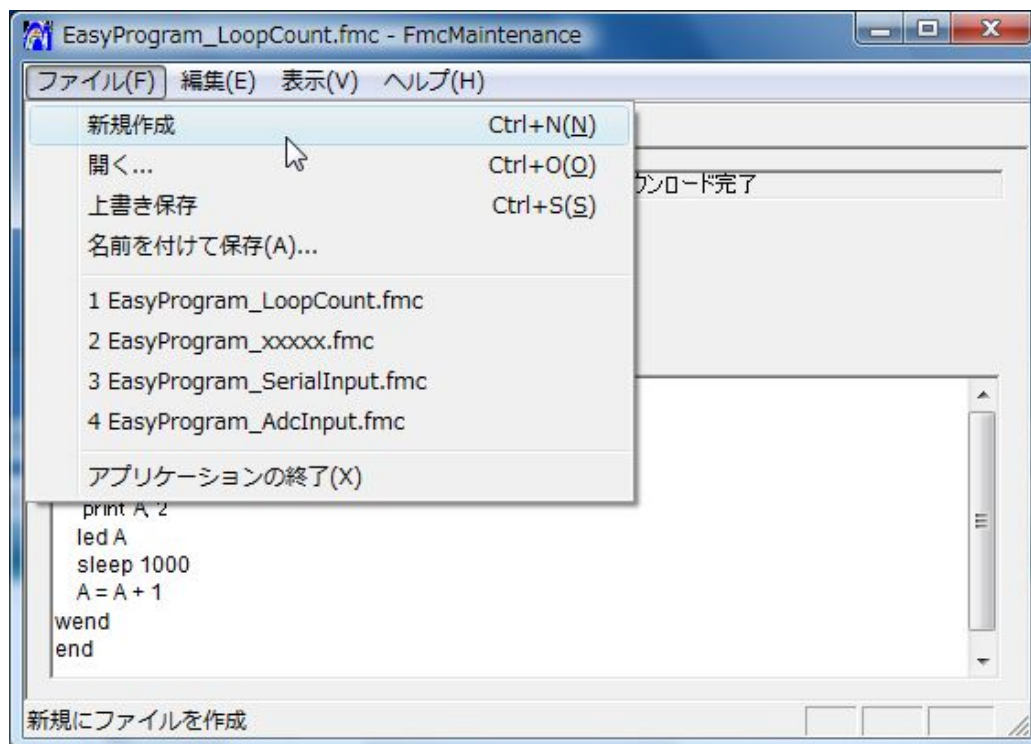 EasyProgram_LoopCount.fmc - FmcMaintenance
ファイル(F) 編集(E) 表示(V) ヘルプ(H)
新規作成 Ctrl+N(N)
開く... Ctrl+O(O)
上書き保存 Ctrl+S(S)
名前を付けて保存(A)...
ウンロード完了
1 EasyProgram_LoopCount.fmc
2 EasyProgram_xxxxx.fmc
3 EasyProgram_SerialInput.fmc
4 EasyProgram_AdcInput.fmc
アプリケーションの終了(X)
print A, 2
led A
sleep 1000
A = A + 1
wend
end
新規にファイルを作成